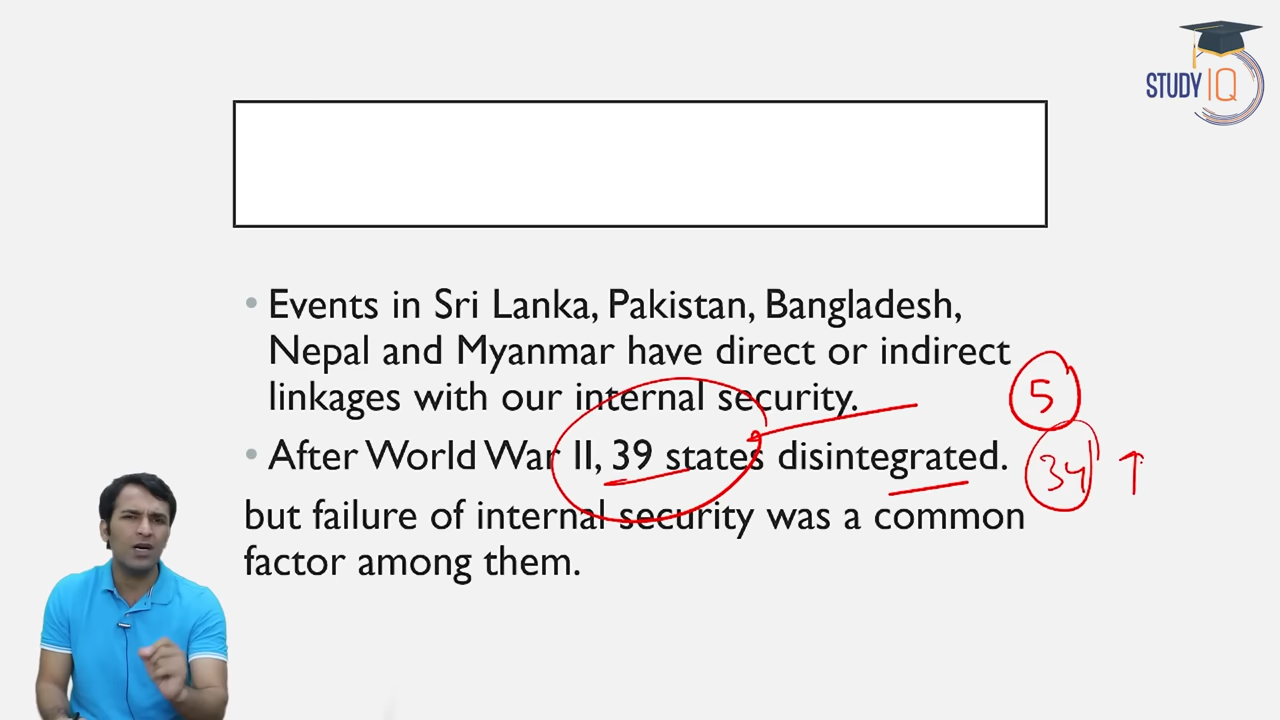 STUDY IQ
• Events in Sri Lanka, Pakistan, Bangladesh,
Nepal and Myanmar have direct or indirect
linkages with our internal security.
5
• After World War II, 39 states disintegrated.
34 ↑
but failure of internal security was a common
factor among them.